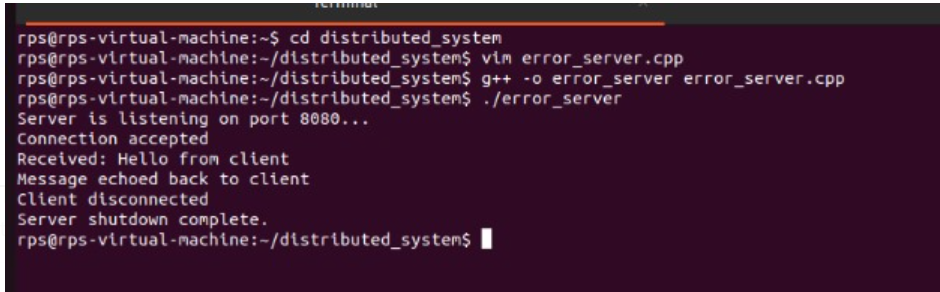 Terminal
rps@rps-virtual-machine:~$ cd distributed_system
rps@rps-virtual-machine:~/distributed_system$ vim error_server.cpp
rps@rps-virtual-machine:~/distributed_system$ g++ -o error_server error_server.cpp
rps@rps-virtual-machine:~/distributed_system$ ./error_server
Server is listening on port 8080...
Connection accepted
Received: Hello from client
Message echoed back to client
Client disconnected
Server shutdown complete.
rps@rps-virtual-machine:~/distributed_system$